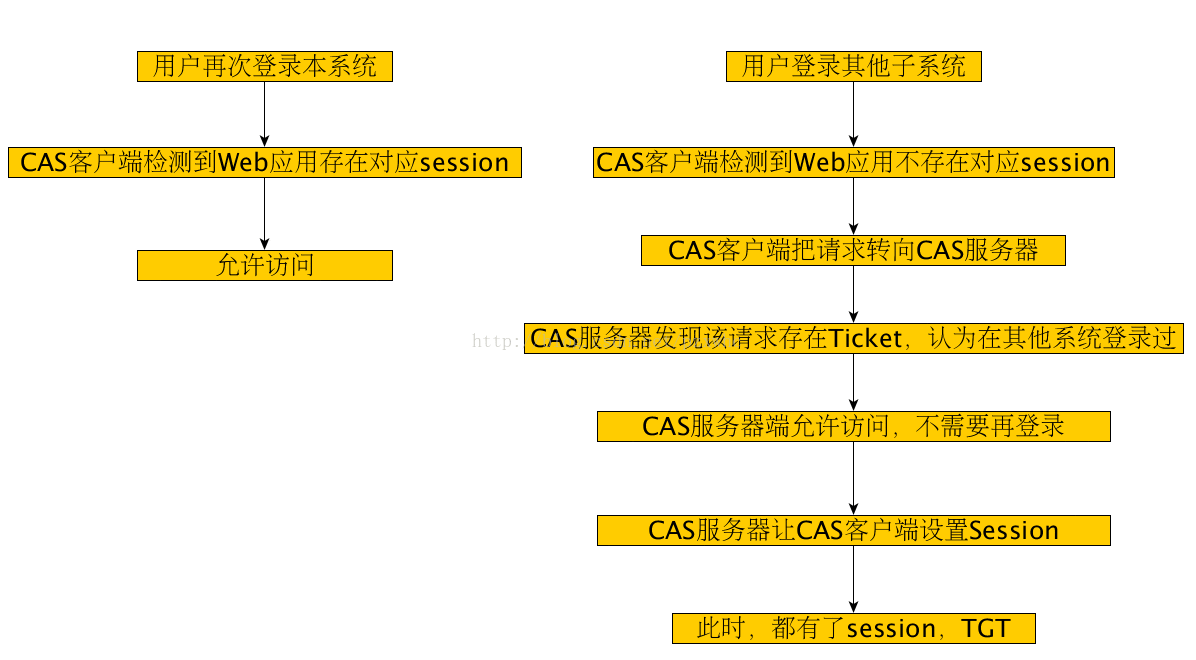 用户再次登录本系统
CAS客户端检测到Web应用存在对应session
允许访问
用户登录其他子系统
CAS客户端检测到Web应用不存在对应session
CAS客户端把请求转向CAS服务器
http:/
CAS服务器发现该请求存在Ticket，认为在其他系统登录过
CAS服务器端允许访问，不需要再登录
CAS服务器让CAS客户端设置Session
此时，都有了session，TGT